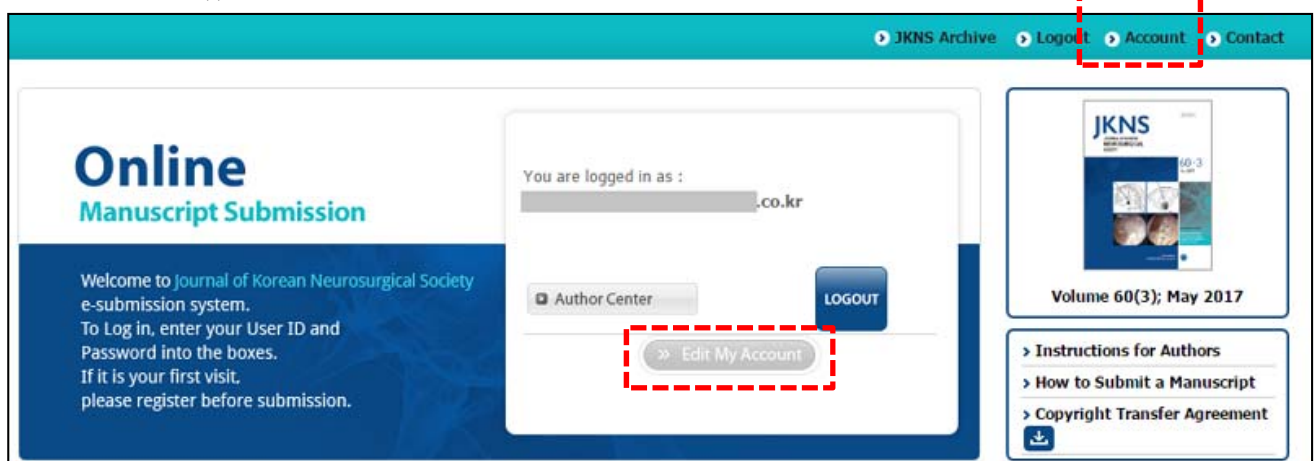 JKNS Archive Logout Account Contact
Online
Manuscript Submission
Welcome to Journal of Korean Neurosurgical Society
e-submission system.
To Log in, enter your User ID and
Password into the boxes.
If it is your first visit,
please register before submission.
You are logged in as :
.co.kr
Author Center
LOGOUT
» Edit My Account
JKNS
60-3
Volume 60(3); May 2017
Instructions for Authors
How to Submit a Manuscript
Copyright Transfer Agreement